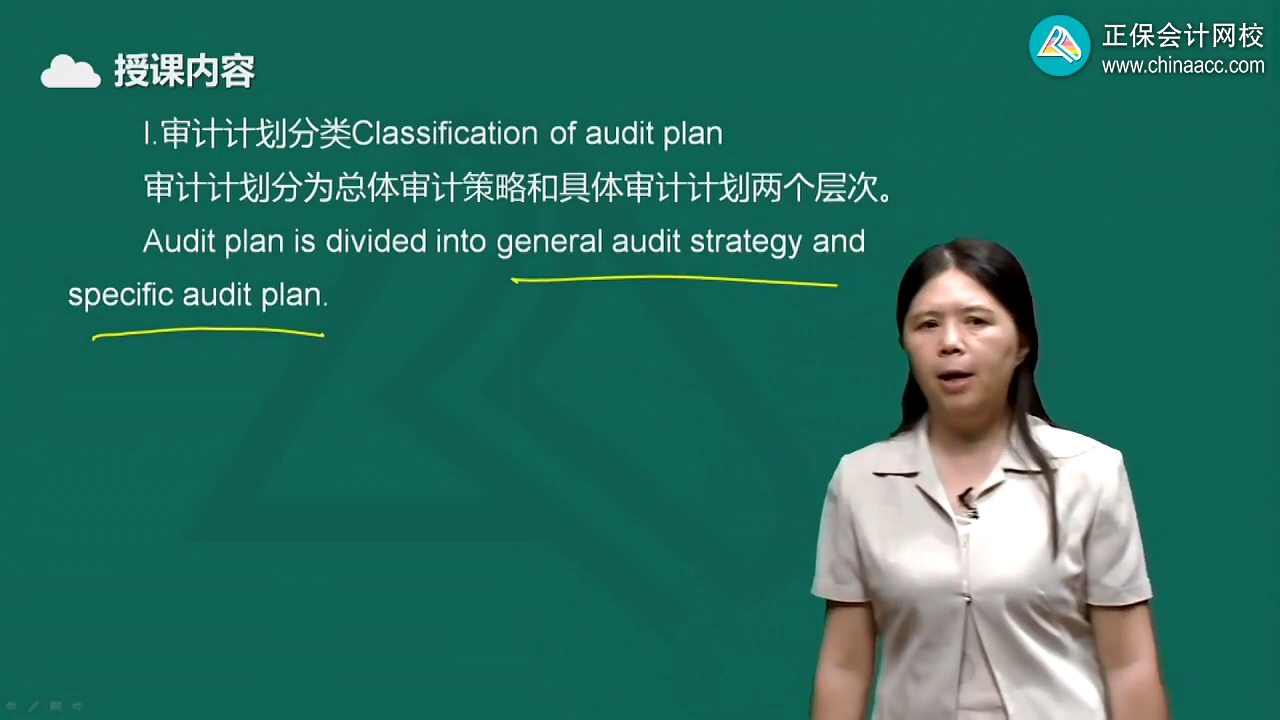 正保会计网校
www.chinaacc.com
授课内容
I.审计计划分类Classification of audit plan
审计计划分为总体审计策略和具体审计计划两个层次。
Audit plan is divided into general audit strategy and
specific audit plan.